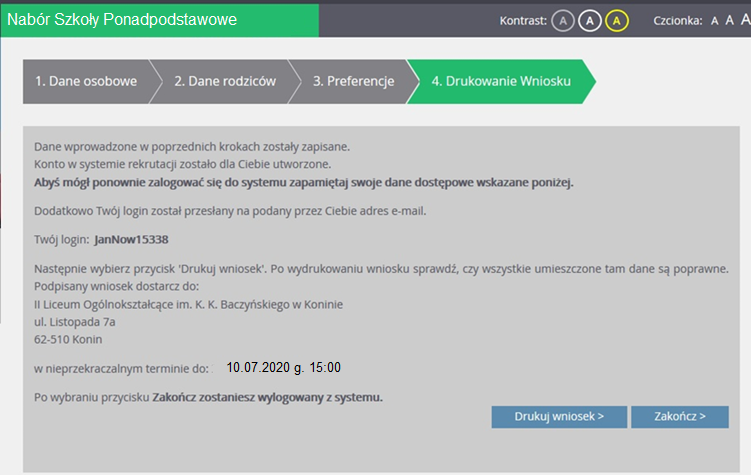 Nabór Szkoły Ponadpodstawowe
Kontrast: A A A Czcionka: A A A
1. Dane osobowe 2. Dane rodziców 3. Preferencje 4. Drukowanie Wniosku
Dane wprowadzone w poprzednich krokach zostały zapisane.
Konto w systemie rekrutacji zostało dla Ciebie utworzone.
Abyś mógł ponownie zalogować się do systemu zapamiętaj swoje dane dostępowe wskazane poniżej.
Dodatkowo Twój login został przesłany na podany przez Ciebie adres e-mail.
Twój login: JanNow15338
Następnie wybierz przycisk 'Drukuj wniosek'. Po wydrukowaniu wniosku sprawdź, czy wszystkie umieszczone tam dane są poprawne.
Podpisany wniosek dostarcz do:
II Liceum Ogólnokształcące im. K. K. Baczyńskiego w Koninie
ul. Listopada 7a
62-510 Konin
w nieprzekraczalnym terminie do: 10.07.2020 g. 15:00
Po wybraniu przycisku Zakończ zostaniesz wylogowany z systemu.
Drukuj wniosek > Zakończ >